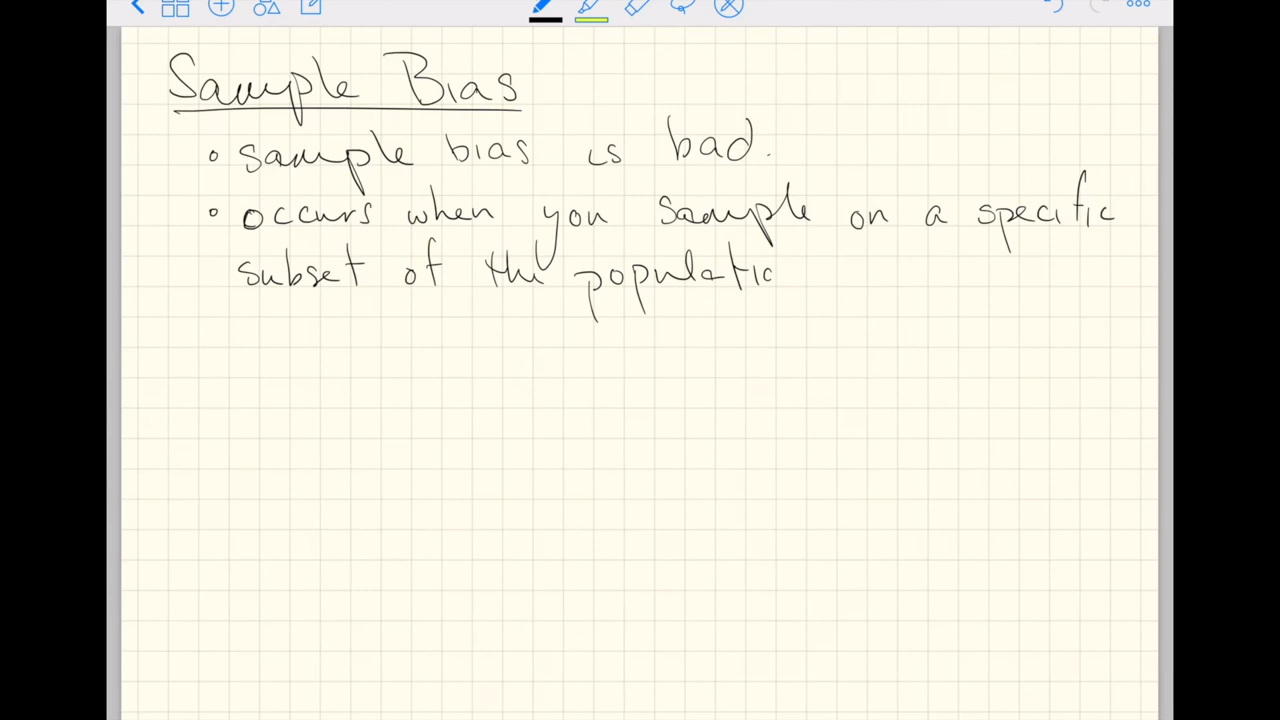 Sample Bias
• sample bias is bad.
• occurs when you sample on a specific
subset of the populatio